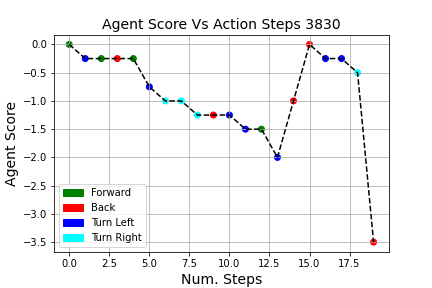 Agent Score Vs Action Steps 3830
Agent Score
0.0
−0.5
−1.0
−1.5
−2.0
−2.5
−3.0
−3.5
Forward
Back
Turn Left
Turn Right
0.0 2.5 5.0 7.5 10.0 12.5 15.0 17.5
Num. Steps